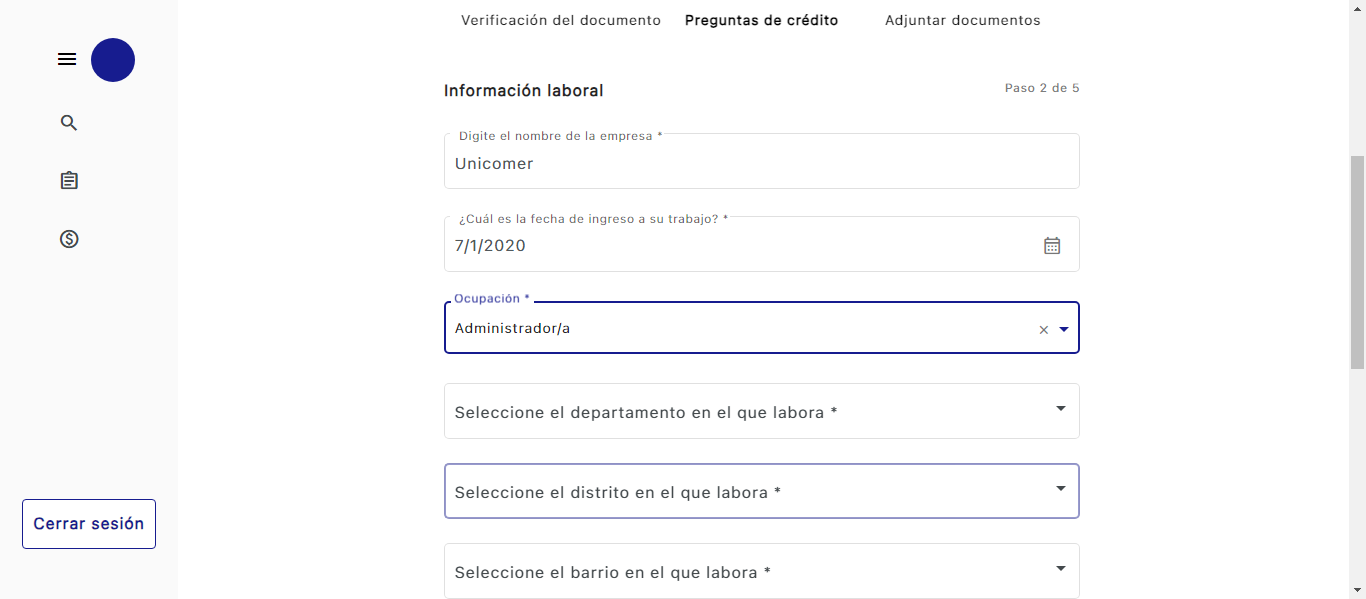 Verificación del documento Preguntas de crédito Adjuntar documentos
Información laboral Paso 2 de 5
Digite el nombre de la empresa *
Unicomer
¿Cuál es la fecha de ingreso a su trabajo? *
7/1/2020
Ocupación *
Administrador/a
Seleccione el departamento en el que labora *
Seleccione el distrito en el que labora *
Seleccione el barrio en el que labora *
Cerrar sesión